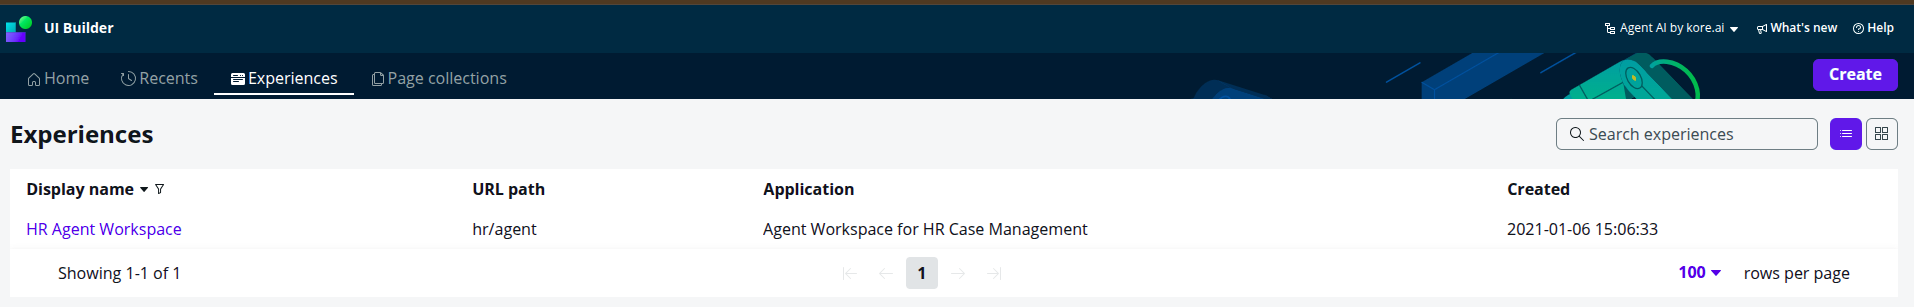 UI Builder
Agent AI by kore.ai
What's new
Help
Home
Recents
Experiences
Page collections
Create
Experiences
Search experiences
Display name
URL path
Application
Created
HR Agent Workspace
hr/agent
Agent Workspace for HR Case Management
2021-01-06 15:06:33
Showing 1-1 of 1
1
100
rows per page